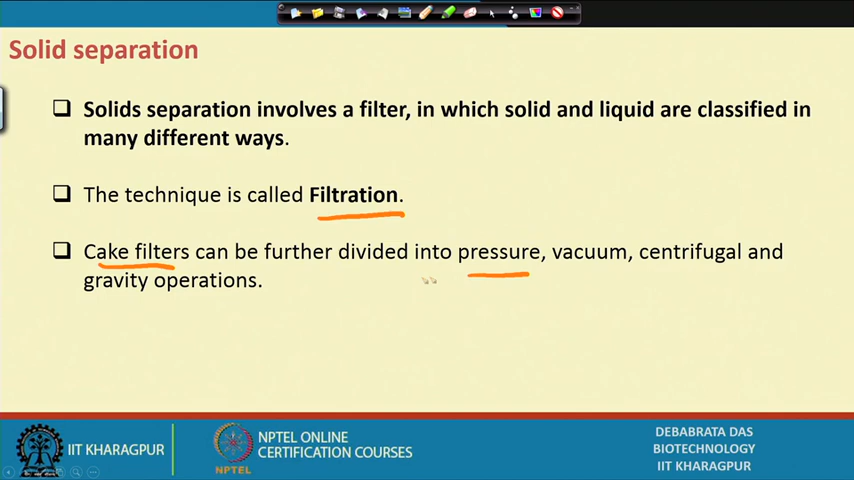 Solid separation
❑ Solids separation involves a filter, in which solid and liquid are classified in
many different ways.
❑ The technique is called Filtration.
❑ Cake filters can be further divided into pressure, vacuum, centrifugal and
gravity operations.
IIT KHARAGPUR
NPTEL
NPTEL ONLINE
CERTIFICATION COURSES
DEBABRATA DAS
BIOTECHNOLOGY
IIT KHARAGPUR